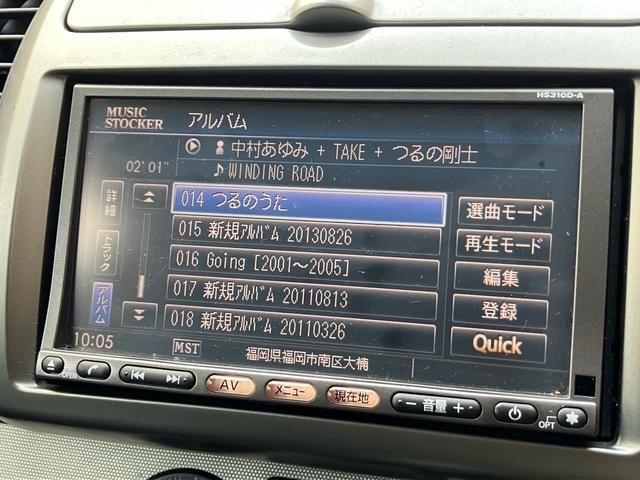 HS310D-A
MUSIC STOCKER
アルバム
中村あゆみ + TAKE + つるの剛士
02'01"
♪WINDING ROAD
詳細
014 つるのうた
選曲モード
015 新規ｱﾙﾊﾞﾑ 20130826
再生モード
トラック
016 Going [2001～2005]
編集
017 新規ｱﾙﾊﾞﾑ 20110813
登録
アルバム
018 新規ｱﾙﾊﾞﾑ 20110326
Quick
10:05
MST
福岡県福岡市南区大楠
OPEN
AV
メニュー
現在地
− 音量 +
OPT